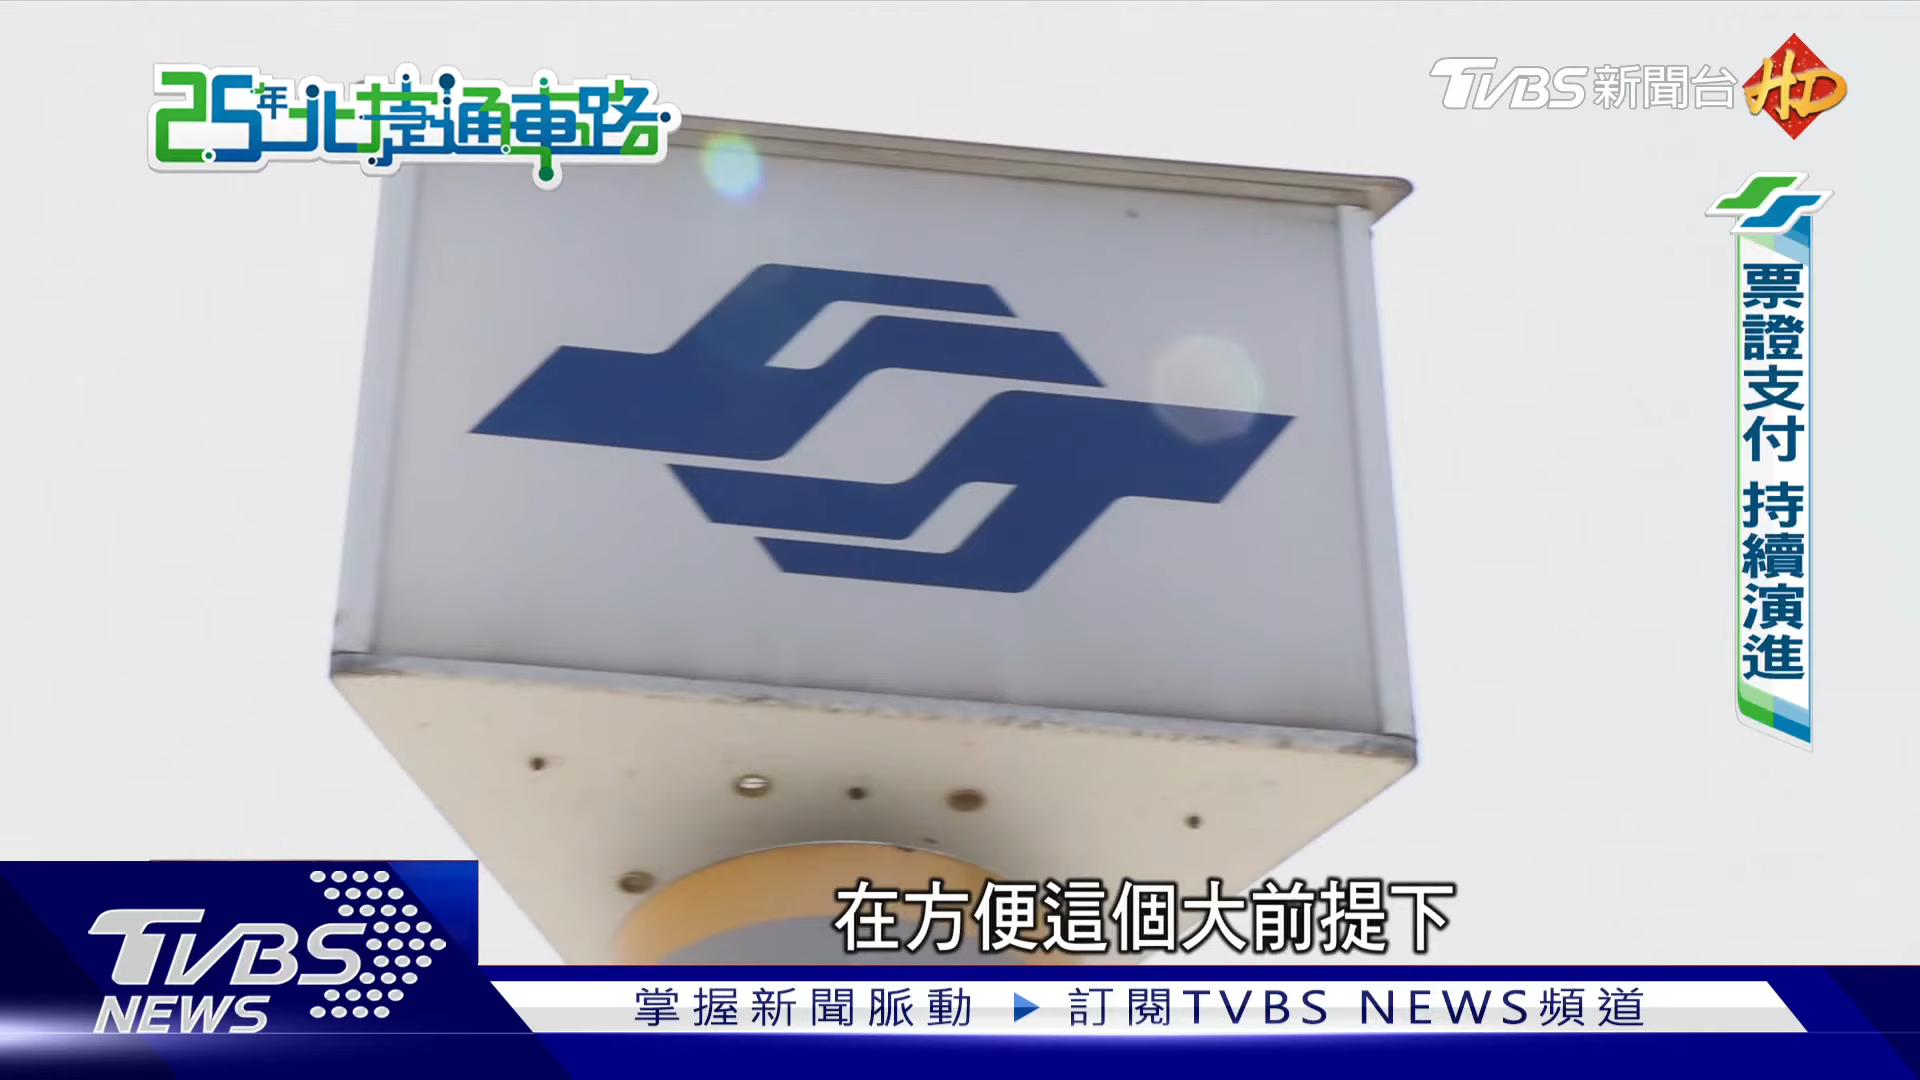 25年北捷通車路
TVBS新聞台HD
票證支付 持續演進
在方便這個大前提下
TVBS
NEWS
掌握新聞脈動 ▶ 訂閱TVBS NEWS頻道